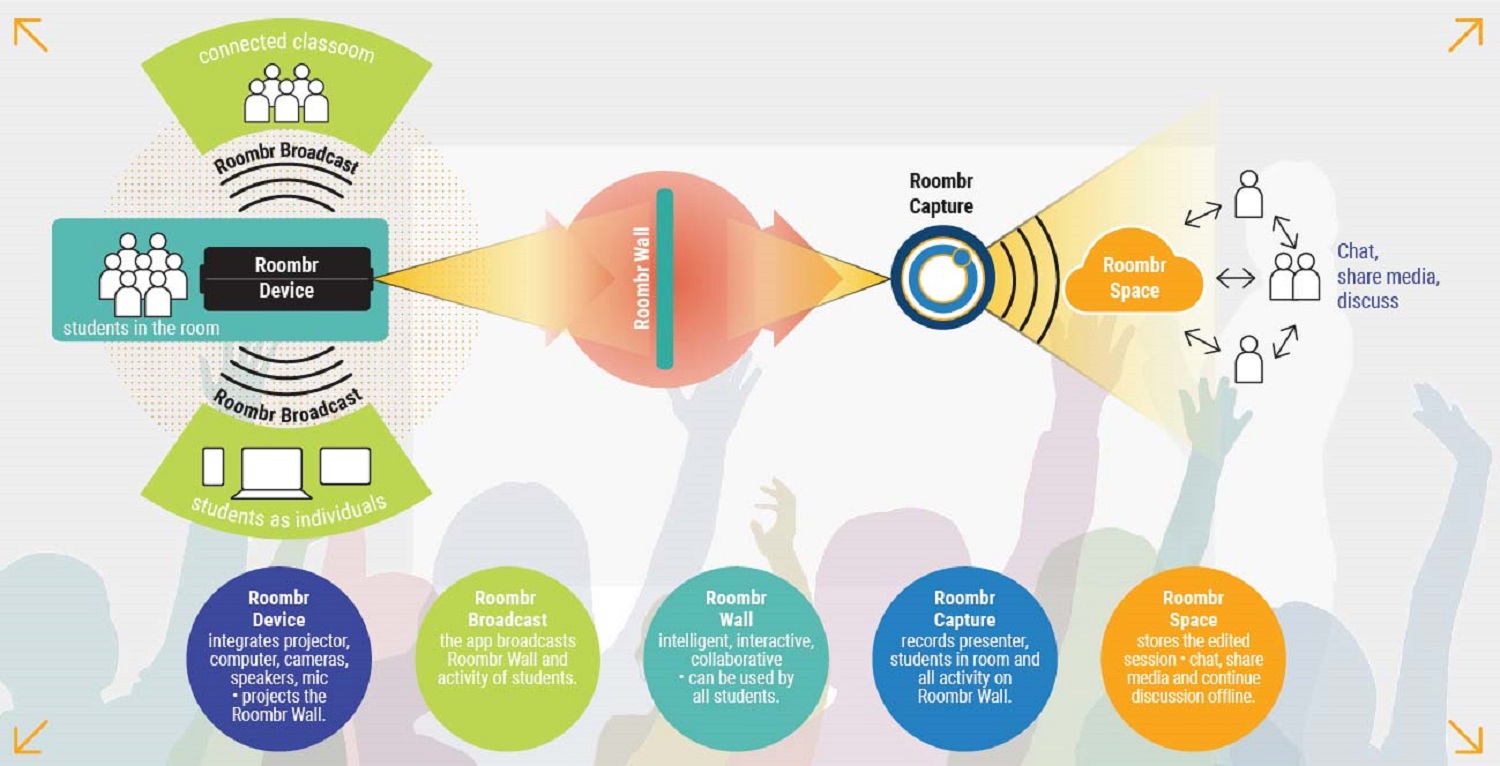 connected classoom
Roombr Broadcast
Roombr
Device
students in the room
Roombr Broadcast
students as individuals
Roombr Wall
Roombr
Capture
Roombr
Space
Chat,
share media,
discuss
Roombr
Device
integrates projector,
computer, cameras,
speakers, mic
• projects the
Roombr Wall.
Roombr
Broadcast
the app broadcasts
Roombr Wall and
activity of students.
Roombr
Wall
intelligent, interactive,
collaborative
• can be used by
all students.
Roombr
Capture
records presenter,
students in room and
all activity on
Roombr Wall.
Roombr
Space
stores the edited
session • chat, share
media and continue
discussion offline.